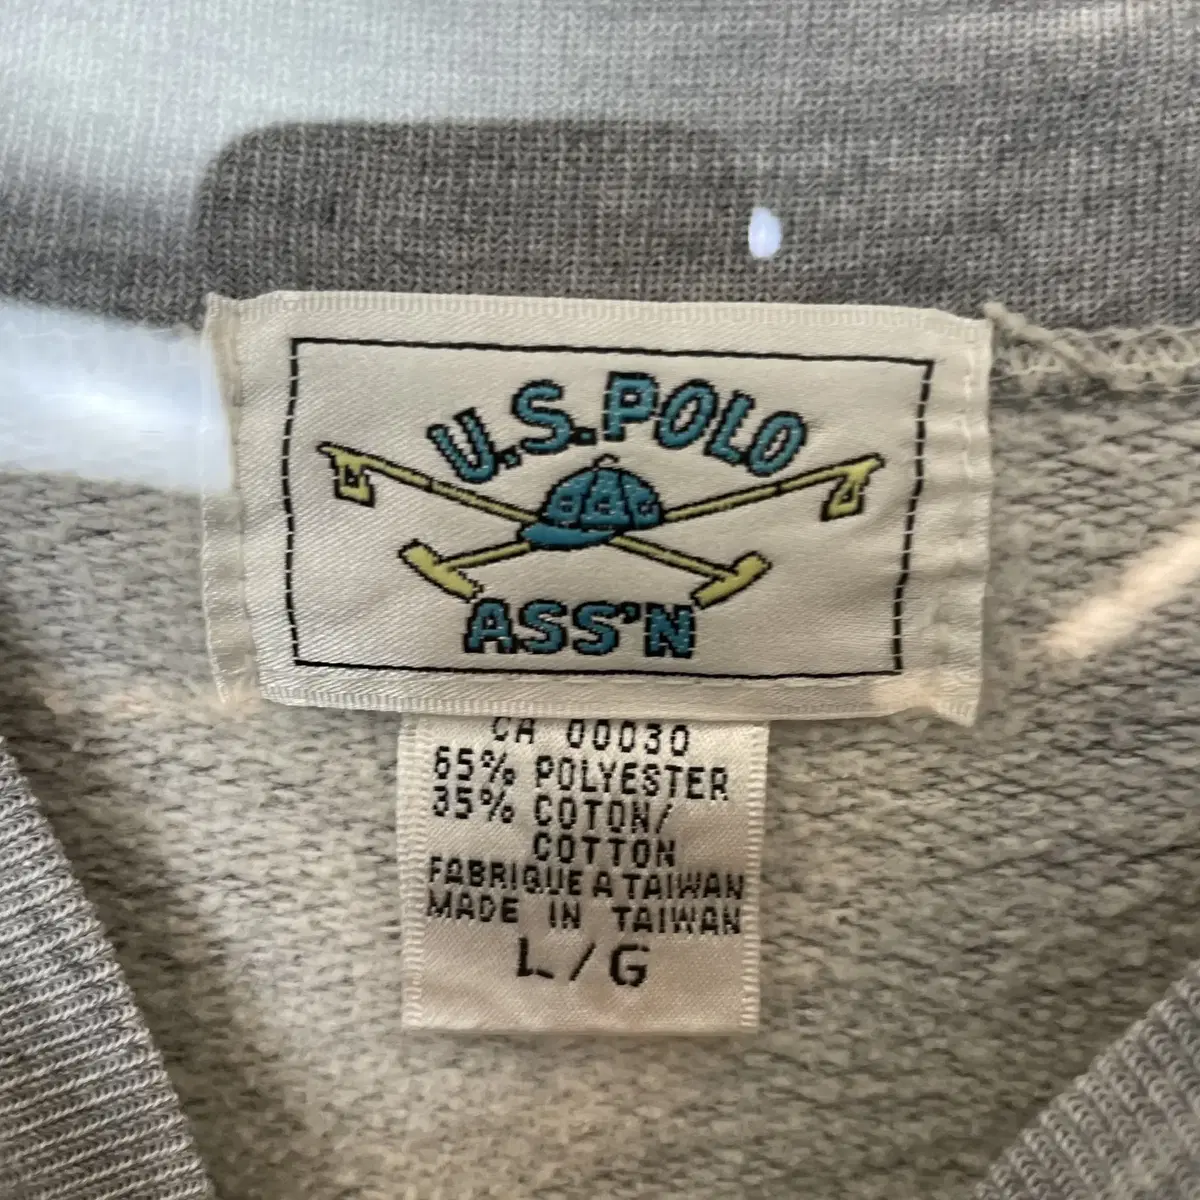 U.S. POLO
ASS'N
CA 00030
65% POLYESTER
35% COTON/
COTTON
FABRIQUE A TAIWAN
MADE IN TAIWAN
L/G